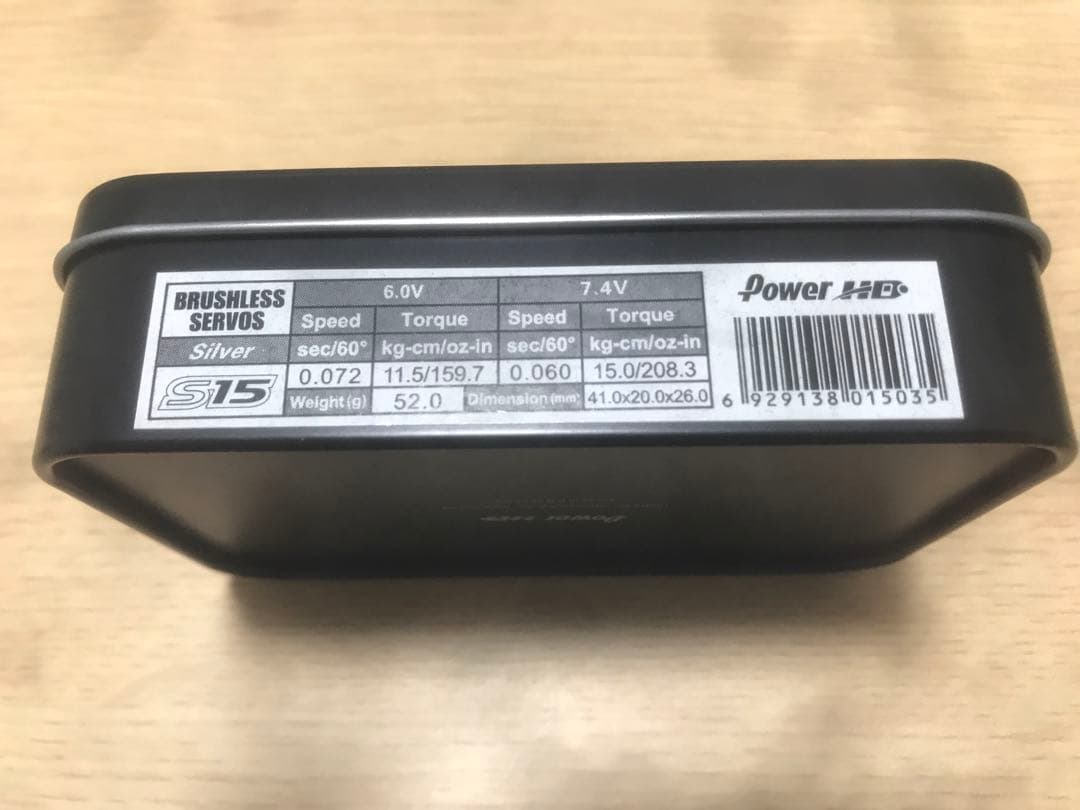 BRUSHLESS SERVOS 6.0V 7.4V
Speed Torque Speed Torque
Silver sec/60° kg-cm/oz-in sec/60° kg-cm/oz-in
S15 0.072 11.5/159.7 0.060 15.0/208.3
Weight(g) 52.0 Dimension(mm) 41.0x20.0x26.0
Power HD
6 929138 015035
Power HD